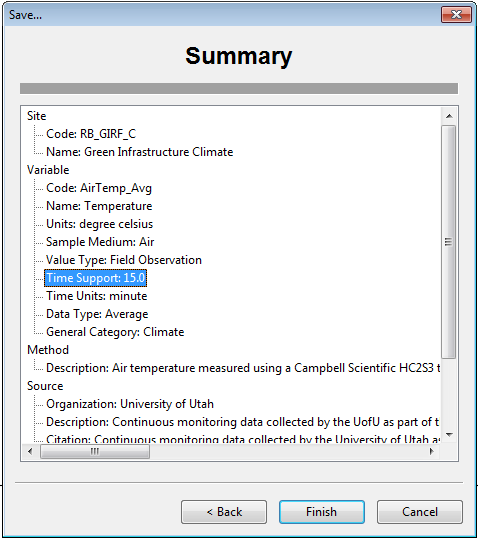 Save...
Summary
Site
Code: RB_GIRF_C
Name: Green Infrastructure Climate
Variable
Code: AirTemp_Avg
Name: Temperature
Units: degree celsius
Sample Medium: Air
Value Type: Field Observation
Time Support: 15.0
Time Units: minute
Data Type: Average
General Category: Climate
Method
Description: Air temperature measured using a Campbell Scientific HC2S3 t
Source
Organization: University of Utah
Description: Continuous monitoring data collected by the UofU as part of t
Citation: Continuous monitoring data collected by the University of Utah as
< Back
Finish
Cancel